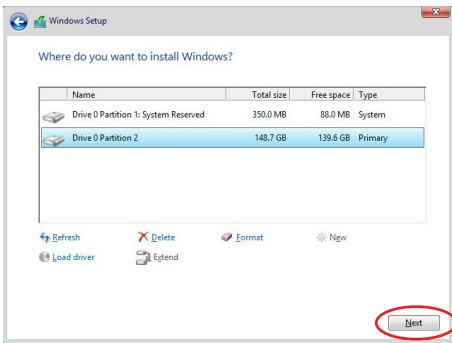 Windows Setup
Where do you want to install Windows?
Name Total size Free space Type
Drive 0 Partition 1: System Reserved 350.0 MB 88.0 MB System
Drive 0 Partition 2 148.7 GB 139.6 GB Primary
Refresh Delete Format New
Load driver Extend
Next